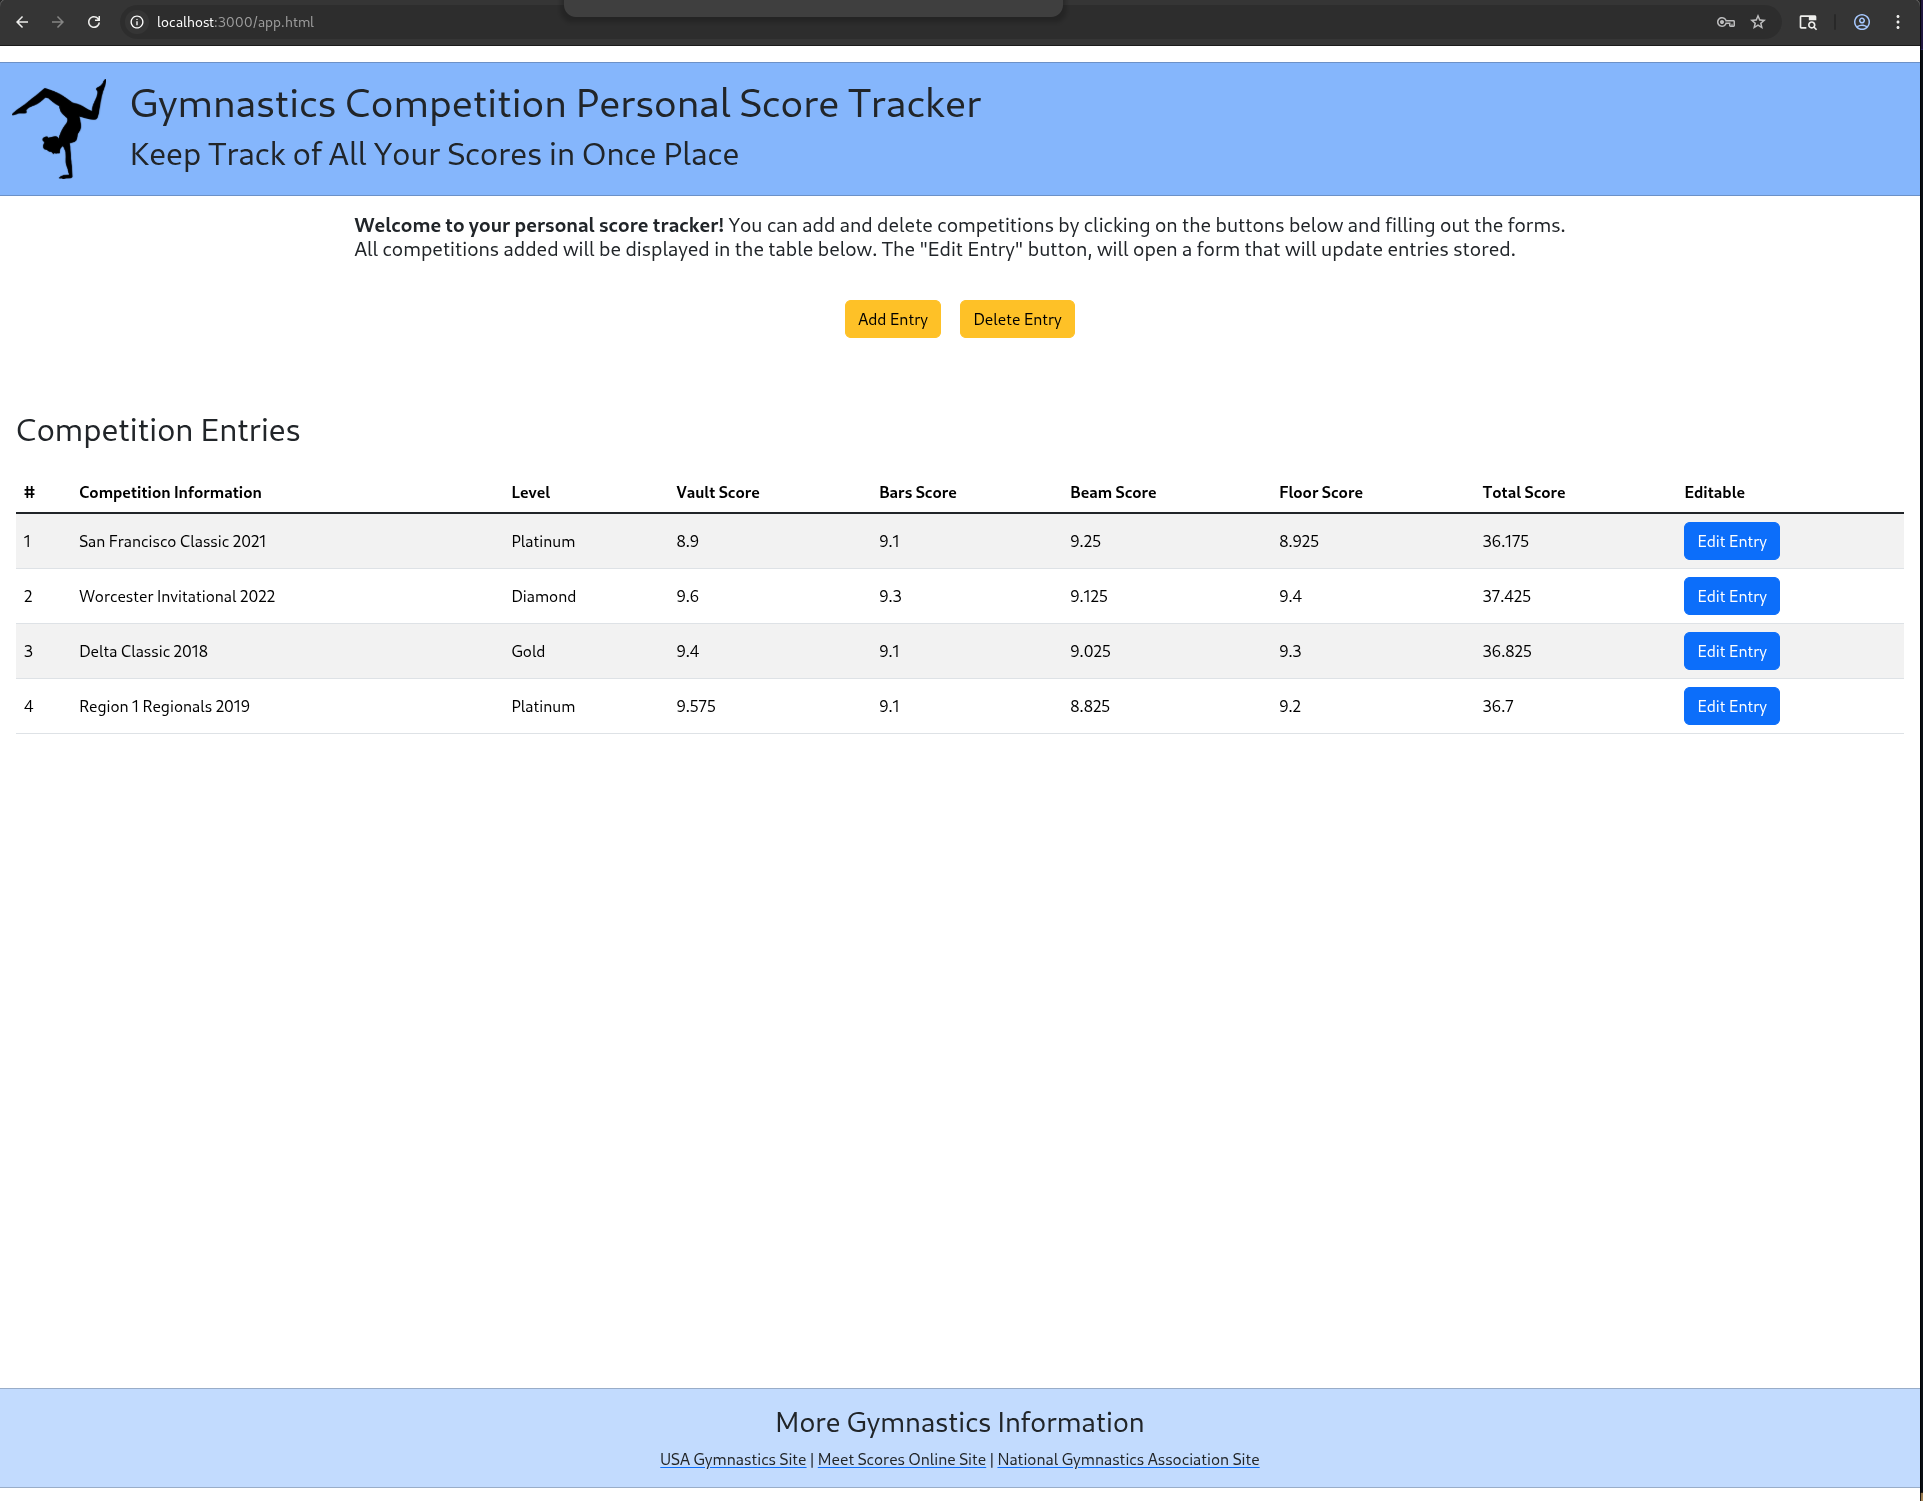 localhost:3000/app.html
Gymnastics Competition Personal Score Tracker
Keep Track of All Your Scores in Once Place
Welcome to your personal score tracker! You can add and delete competitions by clicking on the buttons below and filling out the forms.
All competitions added will be displayed in the table below. The "Edit Entry" button, will open a form that will update entries stored.
Add Entry Delete Entry
Competition Entries
# Competition Information Level Vault Score Bars Score Beam Score Floor Score Total Score Editable
1 San Francisco Classic 2021 Platinum 8.9 9.1 9.25 8.925 36.175 Edit Entry
2 Worcester Invitational 2022 Diamond 9.6 9.3 9.125 9.4 37.425 Edit Entry
3 Delta Classic 2018 Gold 9.4 9.1 9.025 9.3 36.825 Edit Entry
4 Region 1 Regionals 2019 Platinum 9.575 9.1 8.825 9.2 36.7 Edit Entry
More Gymnastics Information
USA Gymnastics Site | Meet Scores Online Site | National Gymnastics Association Site